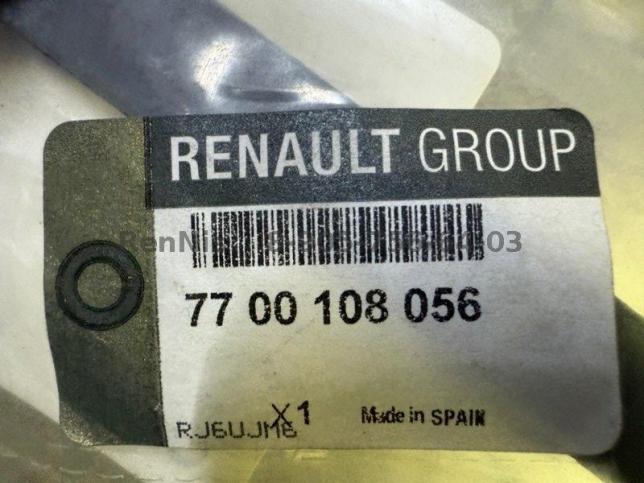 RENAULT GROUP
77 00 108 056
X1
Made in SPAIN
RJ6UJM6